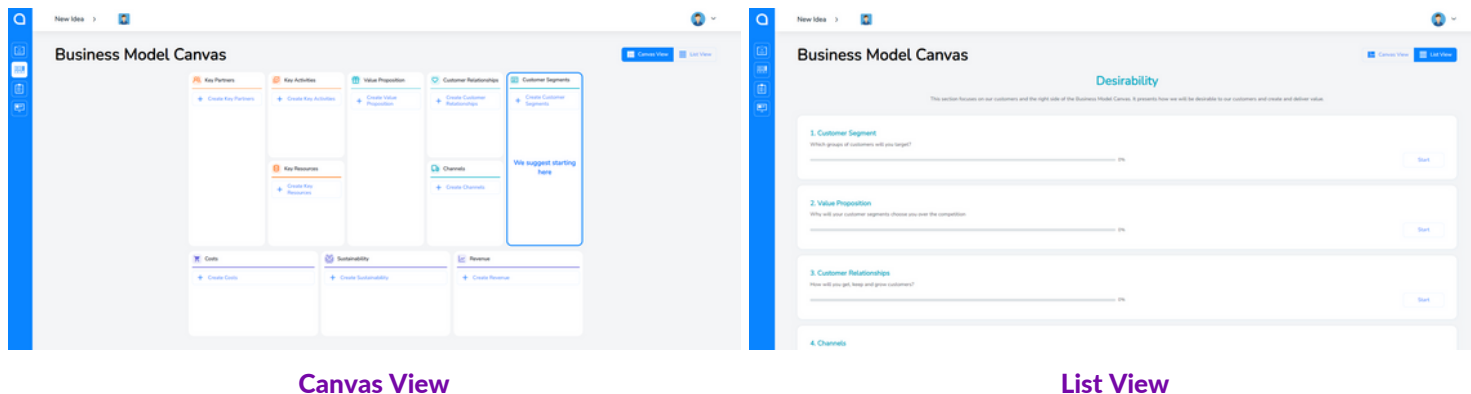 New Idea >
Business Model Canvas
Canvas View
List View
Key Partners
+ Create Key Partners
Key Activities
+ Create Key Activities
Value Proposition
+ Create Value
Proposition
Customer Relationships
+ Create Customer
Relationships
Customer Segments
+ Create Customer
Segments
We suggest starting
here
Key Resources
+ Create Key
Resources
Channels
+ Create Channels
Costs
+ Create Costs
Sustainability
+ Create Sustainability
Revenue
+ Create Revenue
Canvas View
New Idea >
Business Model Canvas
Canvas View
List View
Desirability
This section focuses on our customers and the right side of the Business Model Canvas. It presents how we will be desirable to our customers and create and deliver value.
1. Customer Segment
Which groups of customers will you target?
0%
Start
2. Value Proposition
Why will your customer segments choose you over the competition
0%
Start
3. Customer Relationships
How will you get, keep and grow customers?
0%
Start
4. Channels
List View